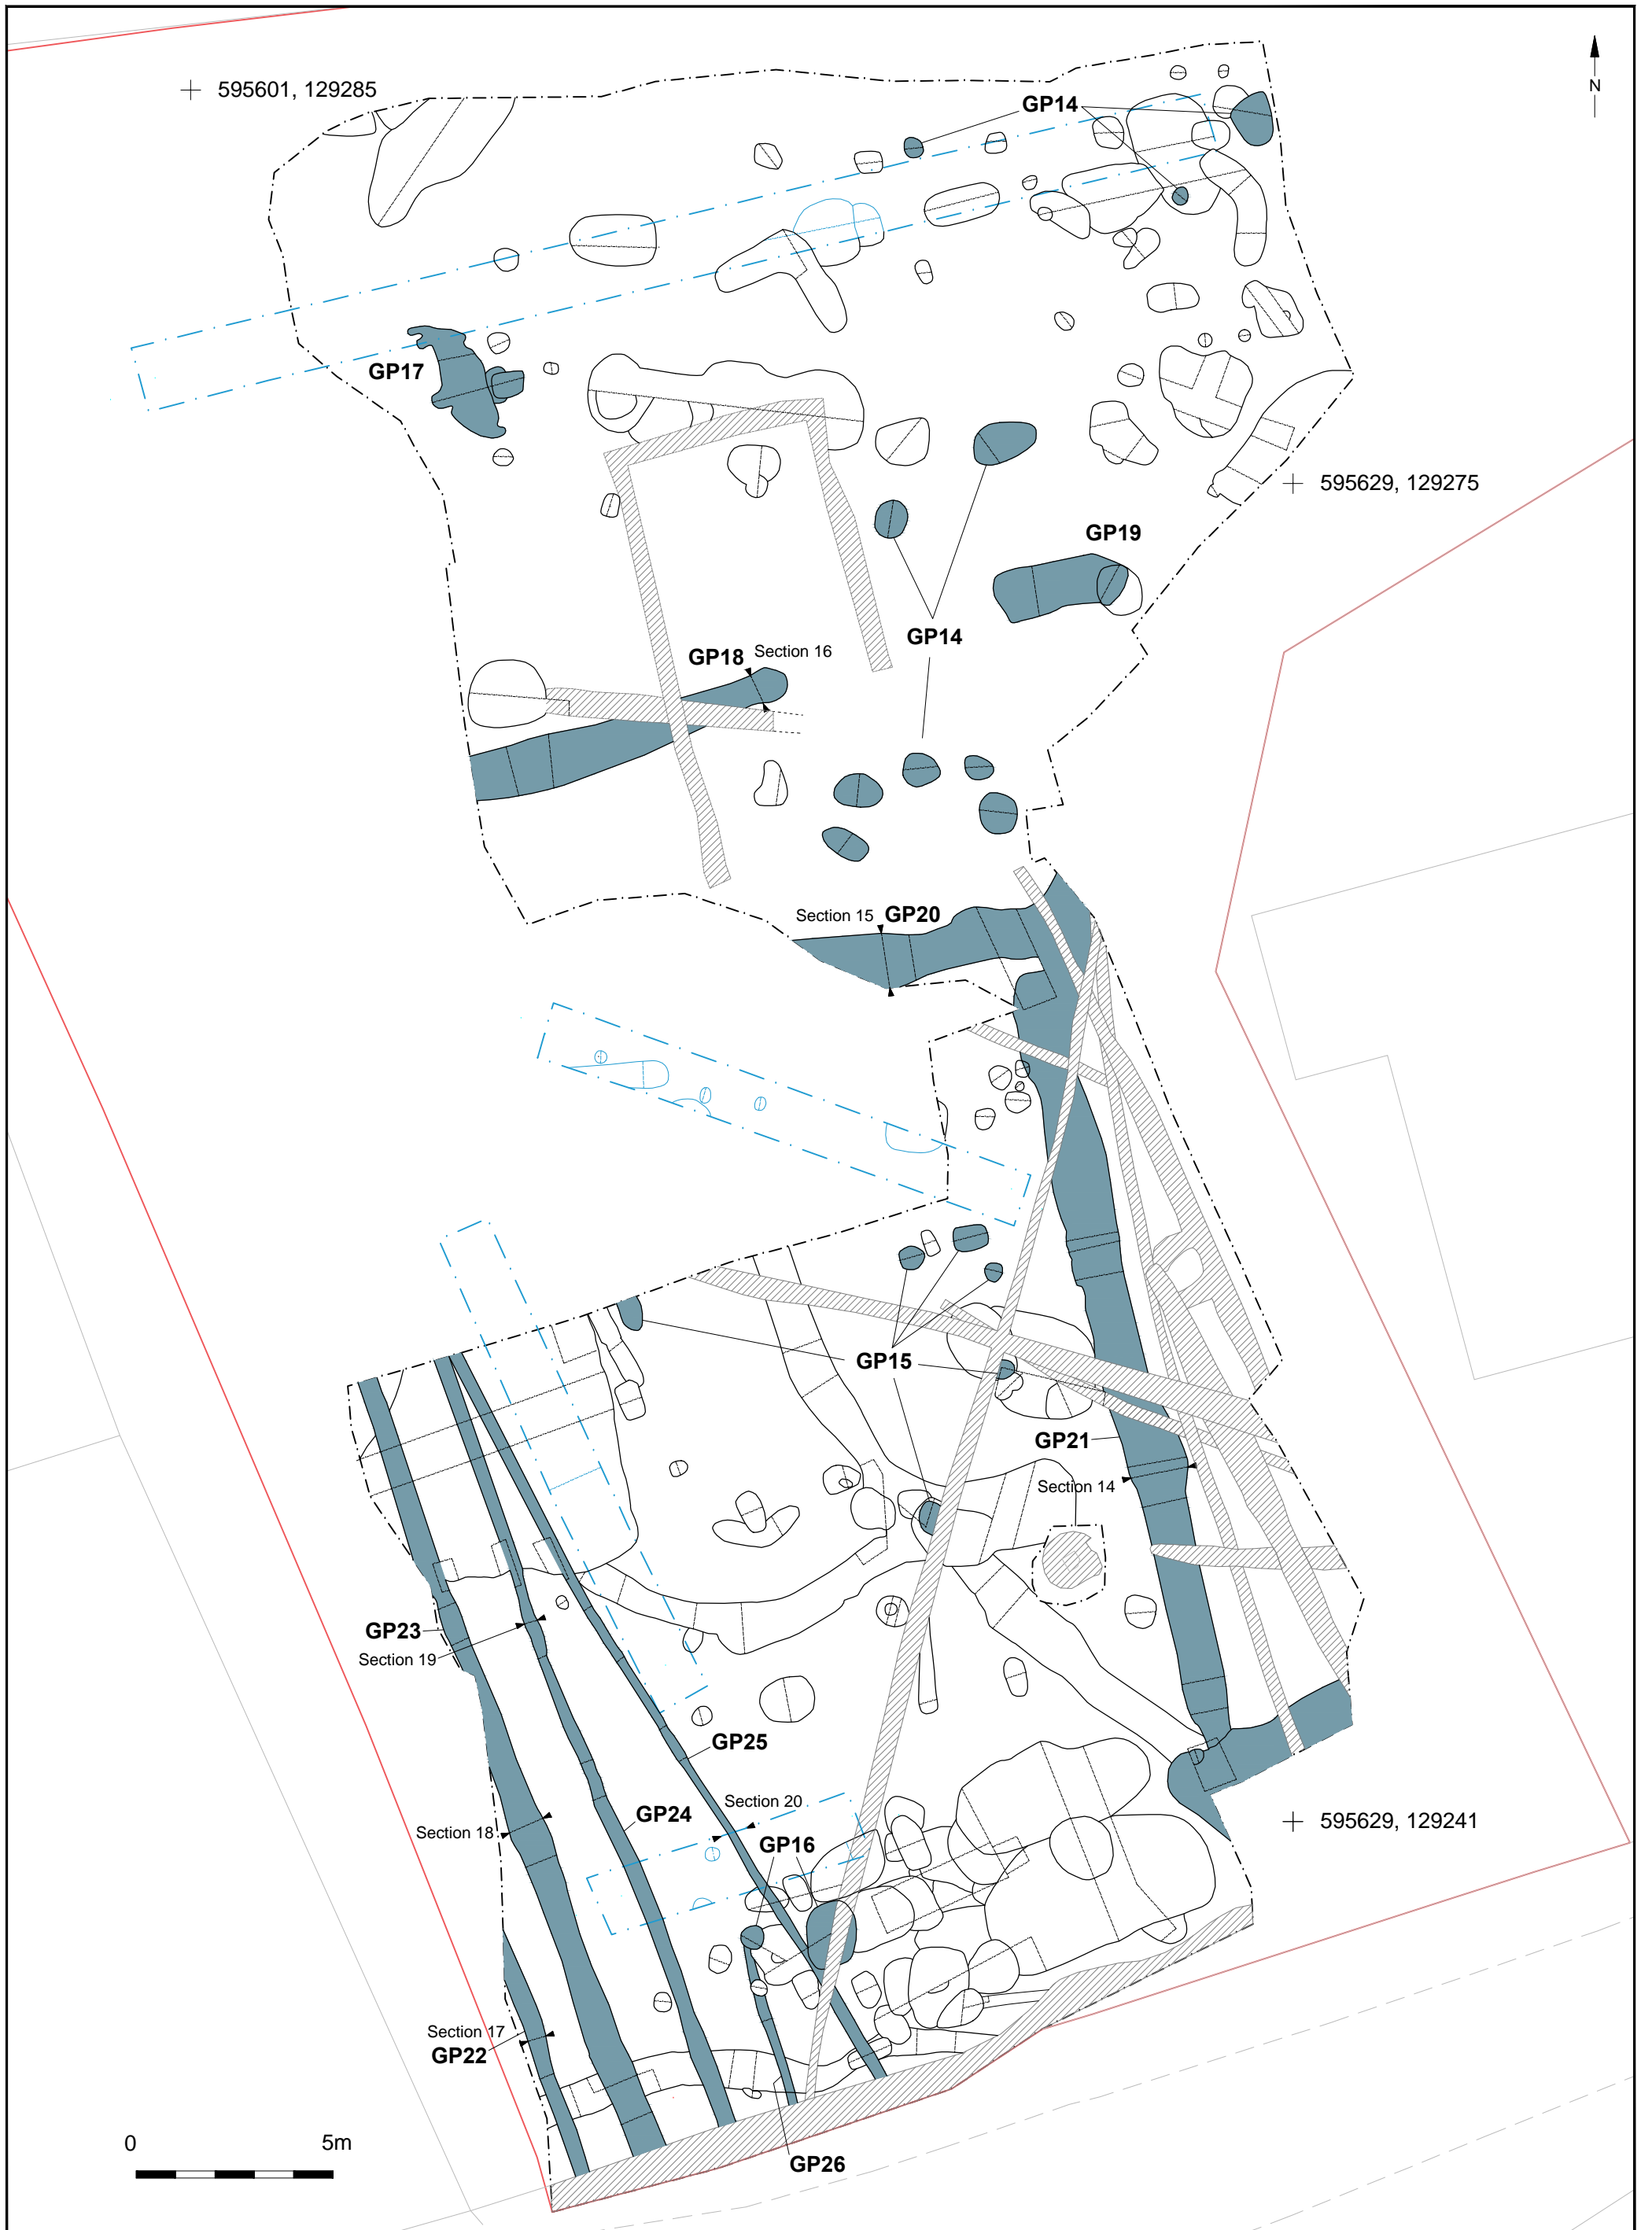 595601, 129285
N
GP14
GP17
595629, 129275
GP19
GP14
GP18
Section 16
Section 15
GP20
GP15
GP21
Section 14
GP23
Section 19
GP25
Section 20
GP24
GP16
Section 18
595629, 129241
Section 17
GP22
0
5m
GP26